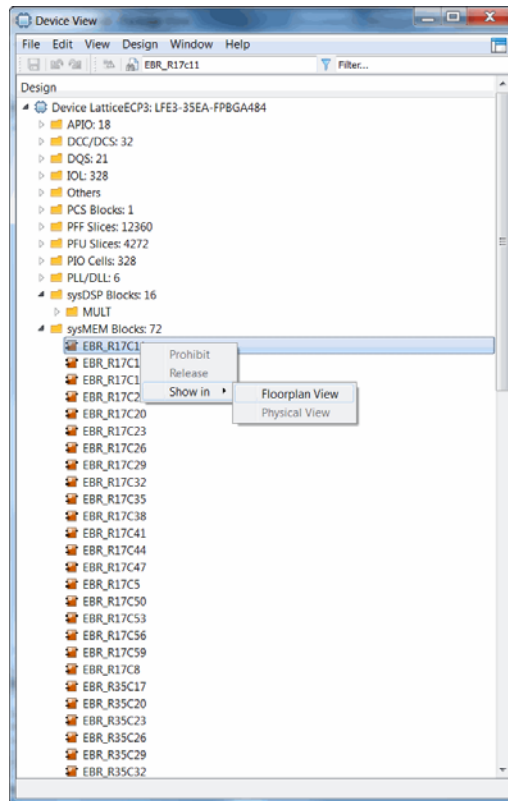 Device View
File Edit View Design Window Help
EBR_R17c11 Filter...
Design
Device LatticeECP3: LFE3-35EA-FPBGA484
APIO: 18
DCC/DCS: 32
DQS: 21
IOL: 328
Others
PCS Blocks: 1
PFF Slices: 12360
PFU Slices: 4272
PIO Cells: 328
PLL/DLL: 6
sysDSP Blocks: 16
MULT
sysMEM Blocks: 72
EBR_R17C1
Prohibit
EBR_R17C1
Release
EBR_R17C1
Show in
EBR_R17C2
Floorplan View
EBR_R17C20
Physical View
EBR_R17C23
EBR_R17C26
EBR_R17C29
EBR_R17C32
EBR_R17C35
EBR_R17C38
EBR_R17C41
EBR_R17C44
EBR_R17C47
EBR_R17C5
EBR_R17C50
EBR_R17C53
EBR_R17C56
EBR_R17C59
EBR_R17C8
EBR_R35C17
EBR_R35C20
EBR_R35C23
EBR_R35C26
EBR_R35C29
EBR_R35C32